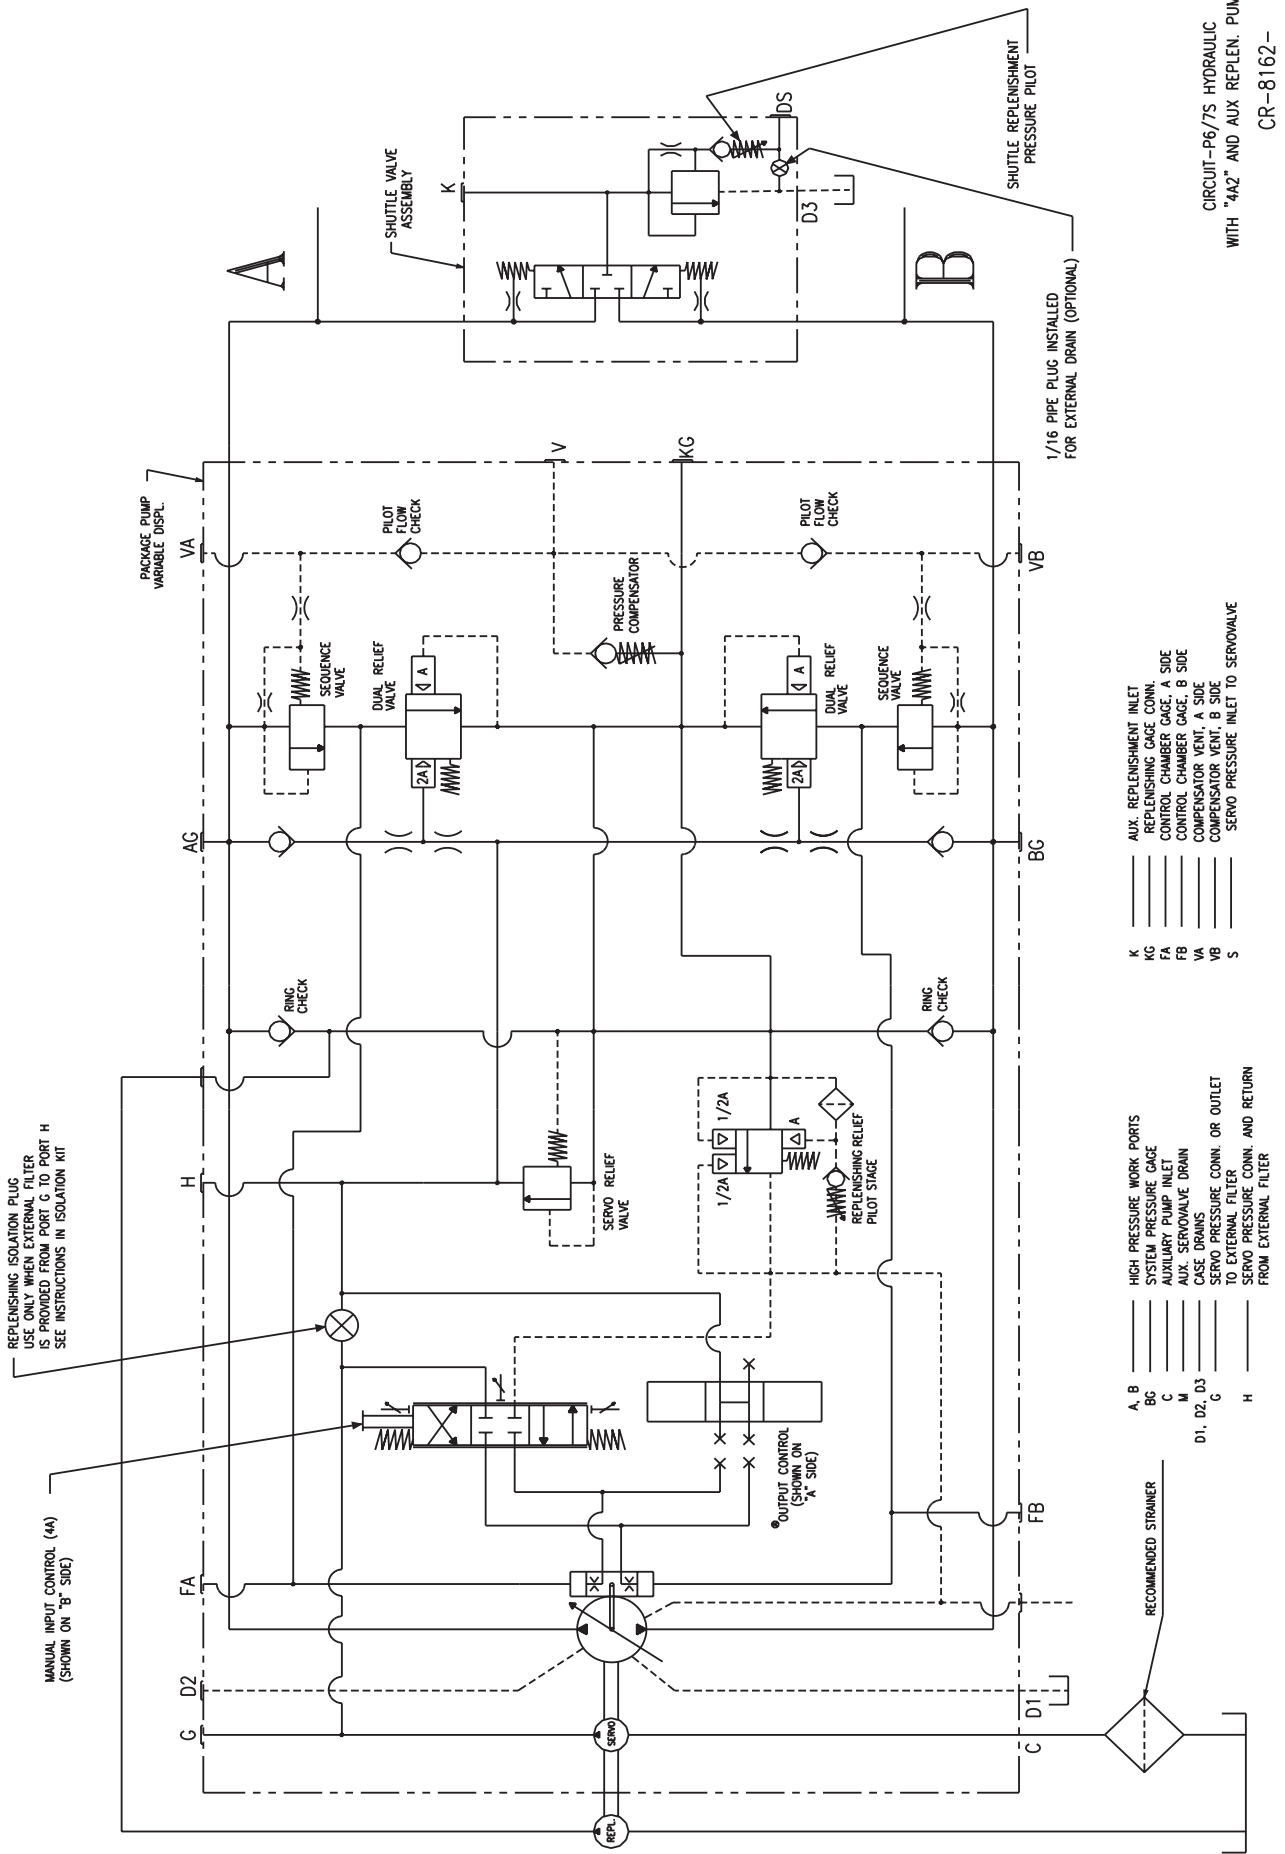 REPLENISHING ISOLATION PLUG
USE ONLY WHEN EXTERNAL FILTER
IS PROVIDED FROM PORT G TO PORT H
SEE INSTRUCTIONS IN ISOLATION KIT
MANUAL INPUT CONTROL (4A)
(SHOWN ON "B" SIDE)
PACKAGE PUMP
VARIABLE DISPL.
G
D2
FA
H
AG
VA
RING
CHECK
SEQUENCE
VALVE
DUAL RELIEF
VALVE
A
2A
PILOT
FLOW
CHECK
SHUTTLE VALVE
ASSEMBLY
A
K
V
KG
PRESSURE
COMPENSATOR
SERVO RELIEF
VALVE
REPL.
SERVO
1/2A
1/2A
A
REPLENISHING RELIEF
PILOT STAGE
®OUTPUT CONTROL
(SHOWN ON
"A" SIDE)
2A
A
DUAL RELIEF
VALVE
SEQUENCE
VALVE
PILOT
FLOW
CHECK
RING
CHECK
DS
D3
B
C
D1
FB
BG
VB
SHUTTLE REPLENISHMENT
PRESSURE PILOT
1/16 PIPE PLUG INSTALLED
FOR EXTERNAL DRAIN (OPTIONAL)
RECOMMENDED STRAINER
A, B HIGH PRESSURE WORK PORTS
BG SYSTEM PRESSURE GAGE
C AUXILIARY PUMP INLET
M AUX. SERVOVALVE DRAIN
D1, D2, D3 CASE DRAINS
G SERVO PRESSURE CONN. OR OUTLET
TO EXTERNAL FILTER
H SERVO PRESSURE CONN. AND RETURN
FROM EXTERNAL FILTER
K AUX. REPLENISHMENT INLET
KG REPLENISHING GAGE CONN.
FA CONTROL CHAMBER GAGE, A SIDE
FB CONTROL CHAMBER GAGE, B SIDE
VA COMPENSATOR VENT, A SIDE
VB COMPENSATOR VENT, B SIDE
S SERVO PRESSURE INLET TO SERVOVALVE
CIRCUIT-P6/7S HYDRAULIC
WITH "4A2" AND AUX REPLEN.
CR-8162-